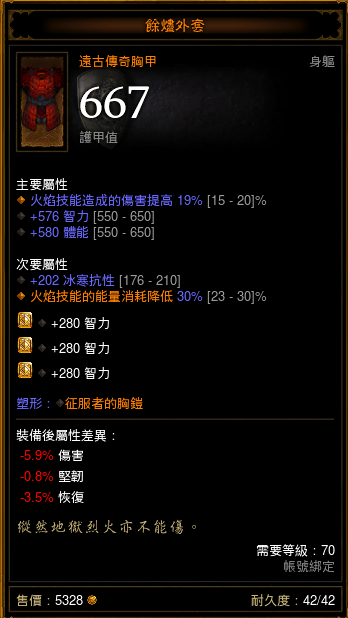 餘燼外套
遠古傳奇胸甲 身軀
667
護甲值
主要屬性
火焰技能造成的傷害提高 19% [15 - 20]%
+576 智力 [550 - 650]
+580 體能 [550 - 650]
次要屬性
+202 冰寒抗性 [176 - 210]
火焰技能的能量消耗降低 30% [23 - 30]%
+280 智力
+280 智力
+280 智力
塑形：征服者的胸鎧
裝備後屬性差異：
-5.9% 傷害
-0.8% 堅韌
-3.5% 恢復
縱然地獄烈火亦不能傷。
需要等級：70
帳號綁定
售價：5328 耐久度：42/42